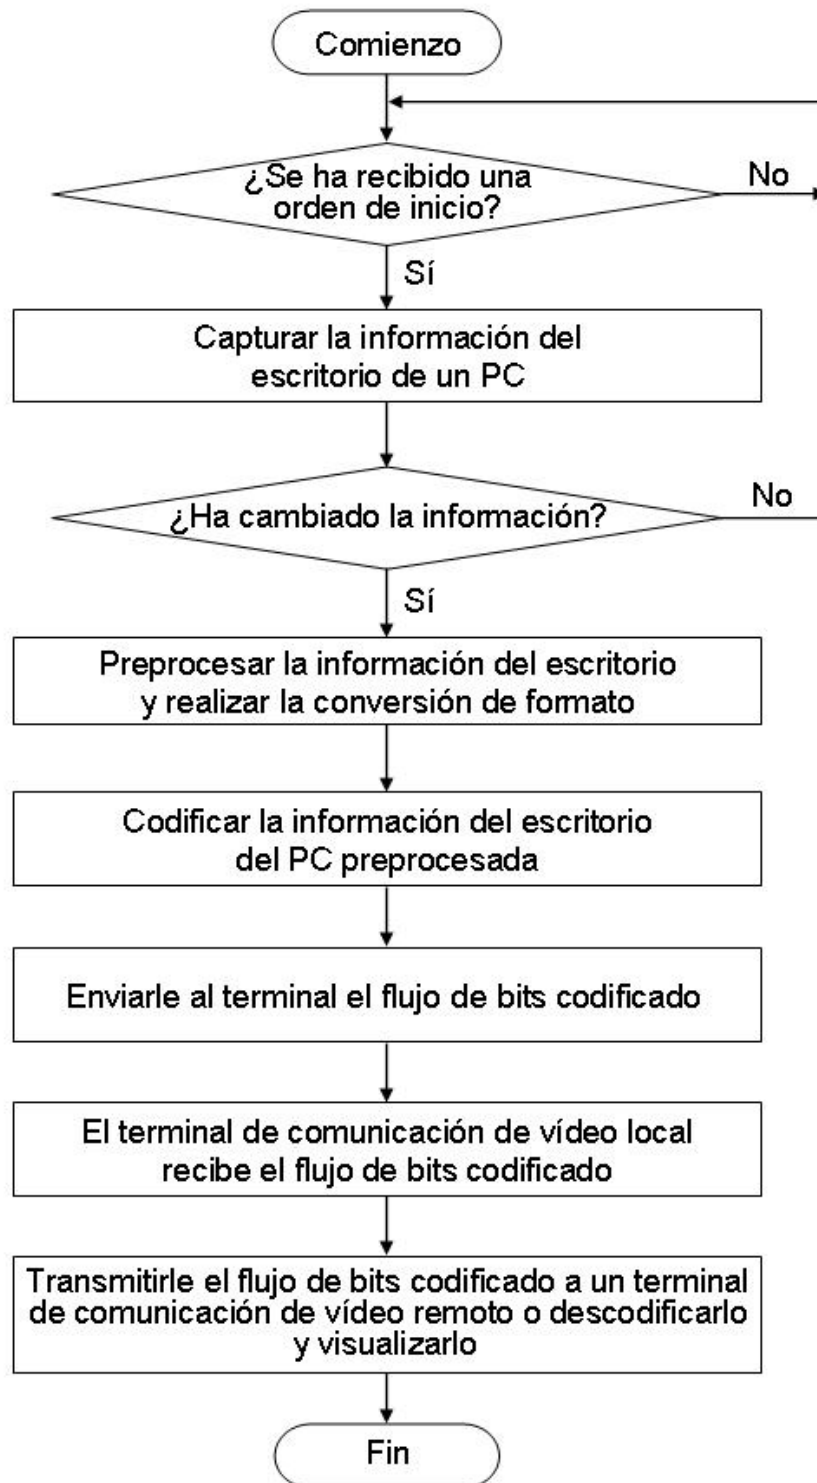 Comienzo
¿Se ha recibido una
orden de inicio?
No
Sí
Capturar la información del
escritorio de un PC
¿Ha cambiado la información?
No
Sí
Preprocesar la información del escritorio
y realizar la conversión de formato
Codificar la información del escritorio
del PC preprocesada
Enviarle al terminal el flujo de bits codificado
El terminal de comunicación de vídeo local
recibe el flujo de bits codificado
Transmitirle el flujo de bits codificado a un terminal
de comunicación de vídeo remoto o descodificarlo
y visualizarlo
Fin